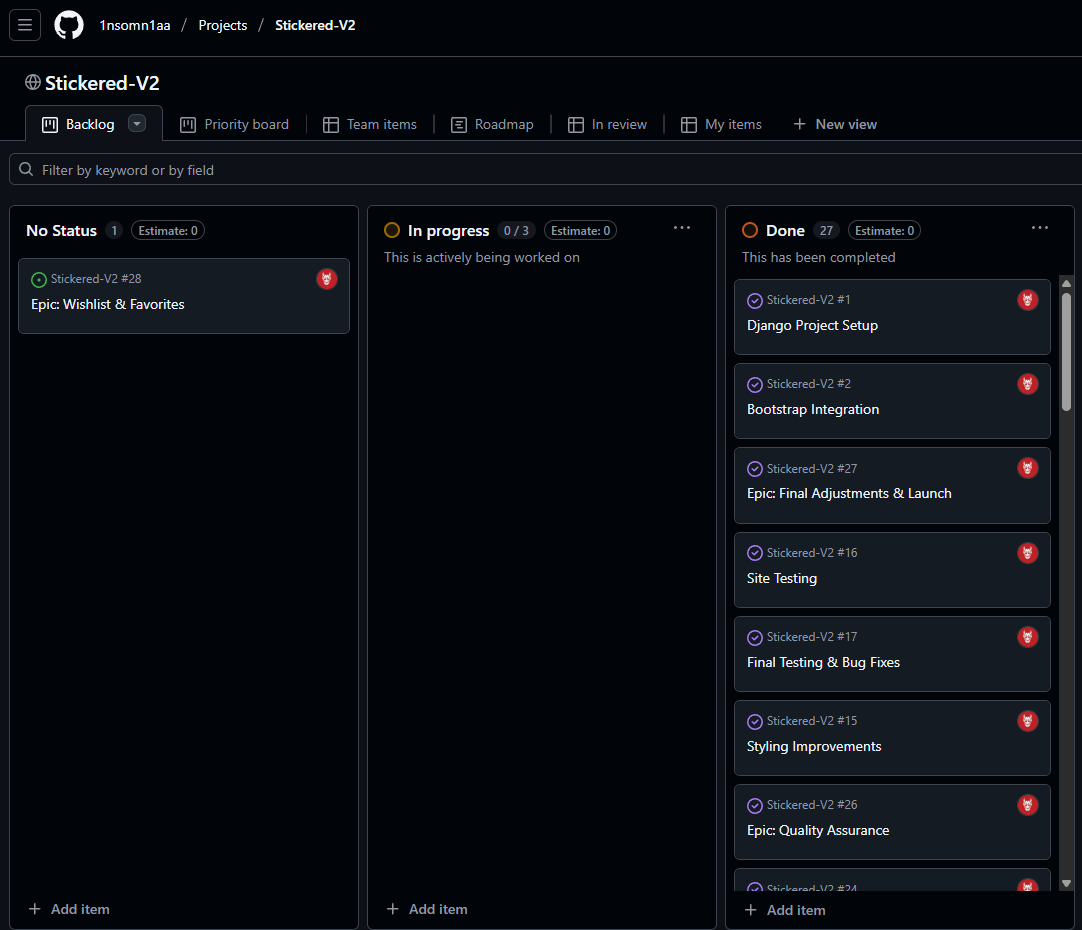 1nsomn1aa / Projects / Stickered-V2
Stickered-V2
Backlog Priority board Team items Roadmap In review My items + New view
Filter by keyword or by field
No Status 1 Estimate: 0
Stickered-V2 #28
Epic: Wishlist & Favorites
+ Add item
In progress 0 / 3 Estimate: 0 ...
This is actively being worked on
+ Add item
Done 27 Estimate: 0 ...
This has been completed
Stickered-V2 #1
Django Project Setup
Stickered-V2 #2
Bootstrap Integration
Stickered-V2 #27
Epic: Final Adjustments & Launch
Stickered-V2 #16
Site Testing
Stickered-V2 #17
Final Testing & Bug Fixes
Stickered-V2 #15
Styling Improvements
Stickered-V2 #26
Epic: Quality Assurance
Stickered-V2 #24
+ Add item